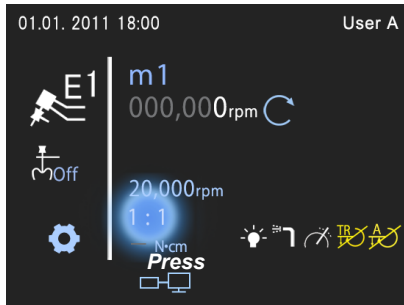 01.01. 2011 18:00 User A
E1
m1
000,000rpm
Off
20,000rpm
1 : 1
N·cm
Press
TR
A